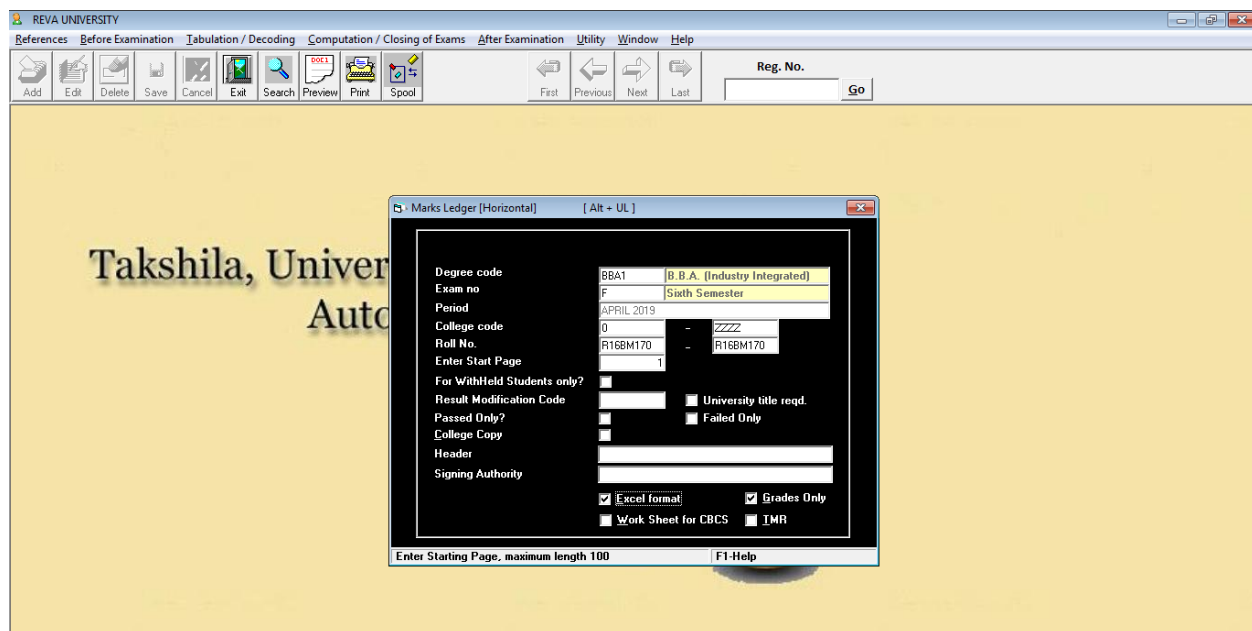 REVA UNIVERSITY
References Before Examination Tabulation / Decoding Computation / Closing of Exams After Examination Utility Window Help
Add Edit Delete Save Cancel Exit Search Preview Print Spool First Previous Next Last Reg. No. Go
DOC1
Takshila, Univer
Auto
Marks Ledger [Horizontal] [ Alt + UL ]
Degree code BBA1 B.B.A. (Industry Integrated)
Exam no F Sixth Semester
Period APRIL 2019
College code 0 - ZZZZ
Roll No. R16BM170 - R16BM170
Enter Start Page 1
For WithHeld Students only?
Result Modification Code University title reqd.
Passed Only? Failed Only
College Copy
Header
Signing Authority
Excel format Grades Only
Work Sheet for CBCS TMR
Enter Starting Page, maximum length 100 F1-Help